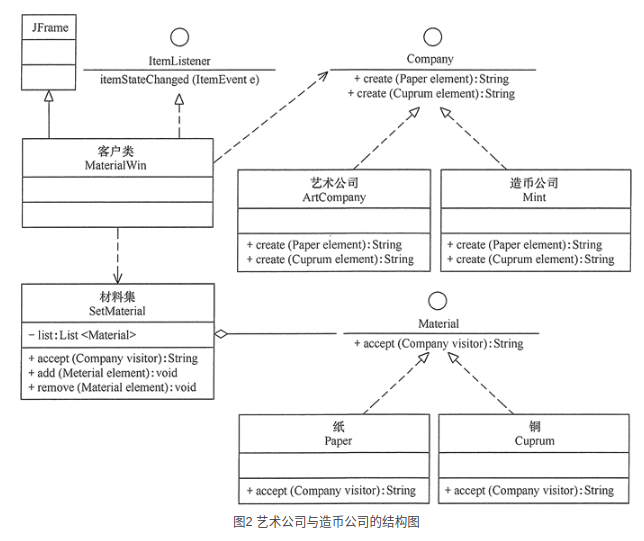 JFrame
ItemListener
itemStateChanged (ItemEvent e)
Company
+ create (Paper element): String
+ create (Cuprum element): String
客户类
MaterialWin
艺术公司
ArtCompany
+ create (Paper element): String
+ create (Cuprum element): String
造币公司
Mint
+ create (Paper element): String
+ create (Cuprum element): String
材料集
SetMaterial
− list: List <Material>
+ accept (Company visitor): String
+ add (Meterial element): void
+ remove (Material element): void
Material
+ accept (Company visitor): String
纸
Paper
+ accept (Company visitor): String
铜
Cuprum
+ accept (Company visitor): String
图2 艺术公司与造币公司的结构图